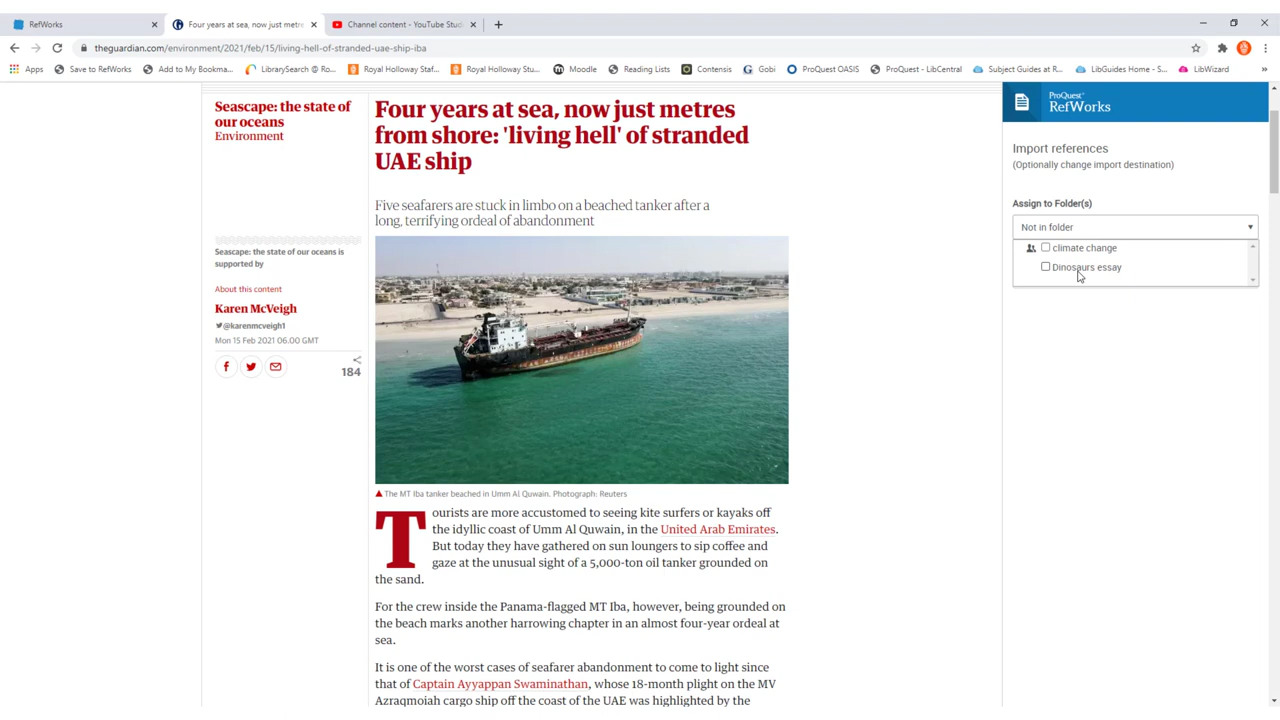 RefWorks
Four years at sea, now just metre
Channel content - YouTube Studi
theguardian.com/environment/2021/feb/15/living-hell-of-stranded-uae-ship-iba
Apps
Save to RefWorks
Add to My Bookma...
LibrarySearch @ Ro...
Royal Holloway Staf...
Royal Holloway Stu...
Moodle
Reading Lists
Contensis
Gobi
ProQuest OASIS
ProQuest - LibCentral
Subject Guides at R...
LibGuides Home - S...
LibWizard
»
Seascape: the state of
our oceans
Environment
Seascape: the state of our oceans is
supported by
About this content
Karen McVeigh
@karenmcveigh1
Mon 15 Feb 2021 06.00 GMT
184
Four years at sea, now just metres
from shore: 'living hell' of stranded
UAE ship
Five seafarers are stuck in limbo on a beached tanker after a
long, terrifying ordeal of abandonment
The MT Iba tanker beached in Umm Al Quwain. Photograph: Reuters
Tourists are more accustomed to seeing kite surfers or kayaks off
the idyllic coast of Umm Al Quwain, in the United Arab Emirates.
But today they have gathered on sun loungers to sip coffee and
gaze at the unusual sight of a 5,000-ton oil tanker grounded on
the sand.
For the crew inside the Panama-flagged MT Iba, however, being grounded on
the beach marks another harrowing chapter in an almost four-year ordeal at
sea.
It is one of the worst cases of seafarer abandonment to come to light since
that of Captain Ayyappan Swaminathan, whose 18-month plight on the MV
Azraqmoiah cargo ship off the coast of the UAE was highlighted by the
ProQuest
RefWorks
Import references
(Optionally change import destination)
Assign to Folder(s)
Not in folder
climate change
Dinosaurs essay